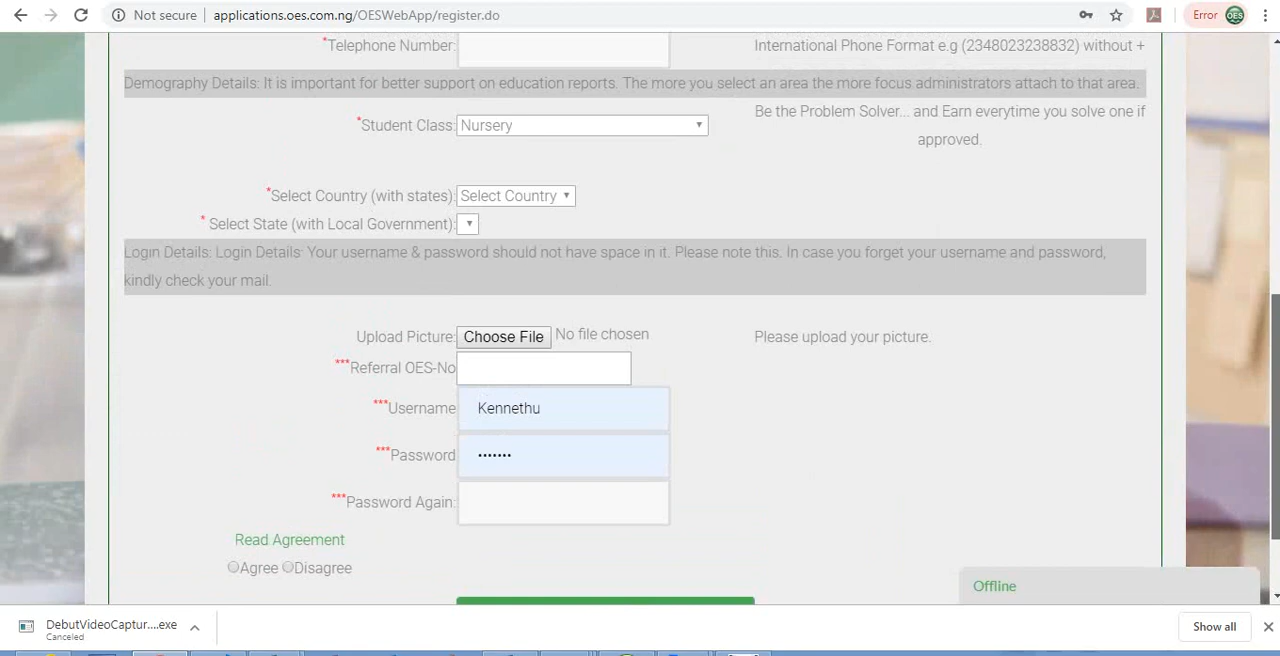 Not secure | applications.oes.com.ng/OESWebApp/register.do Error OES
*Telephone Number: International Phone Format e.g (2348023238832) without +
Demography Details: It is important for better support on education reports. The more you select an area the more focus administrators attach to that area.
Be the Problem Solver... and Earn everytime you solve one if
*Student Class: Nursery
approved.
*Select Country (with states): Select Country
* Select State (with Local Government):
Login Details: Login Details: Your username & password should not have space in it. Please note this. In case you forget your username and password,
kindly check your mail.
Upload Picture: Choose File No file chosen Please upload your picture.
***Referral OES-No
***Username Kennethu
***Password •••••••
***Password Again:
Read Agreement
Agree Disagree
Offline
DebutVideoCaptur....exe
Canceled
Show all